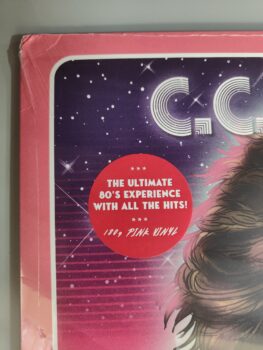 C.C.
THE ULTIMATE
80'S EXPERIENCE
WITH ALL THE HITS!
180g PINK VINYL